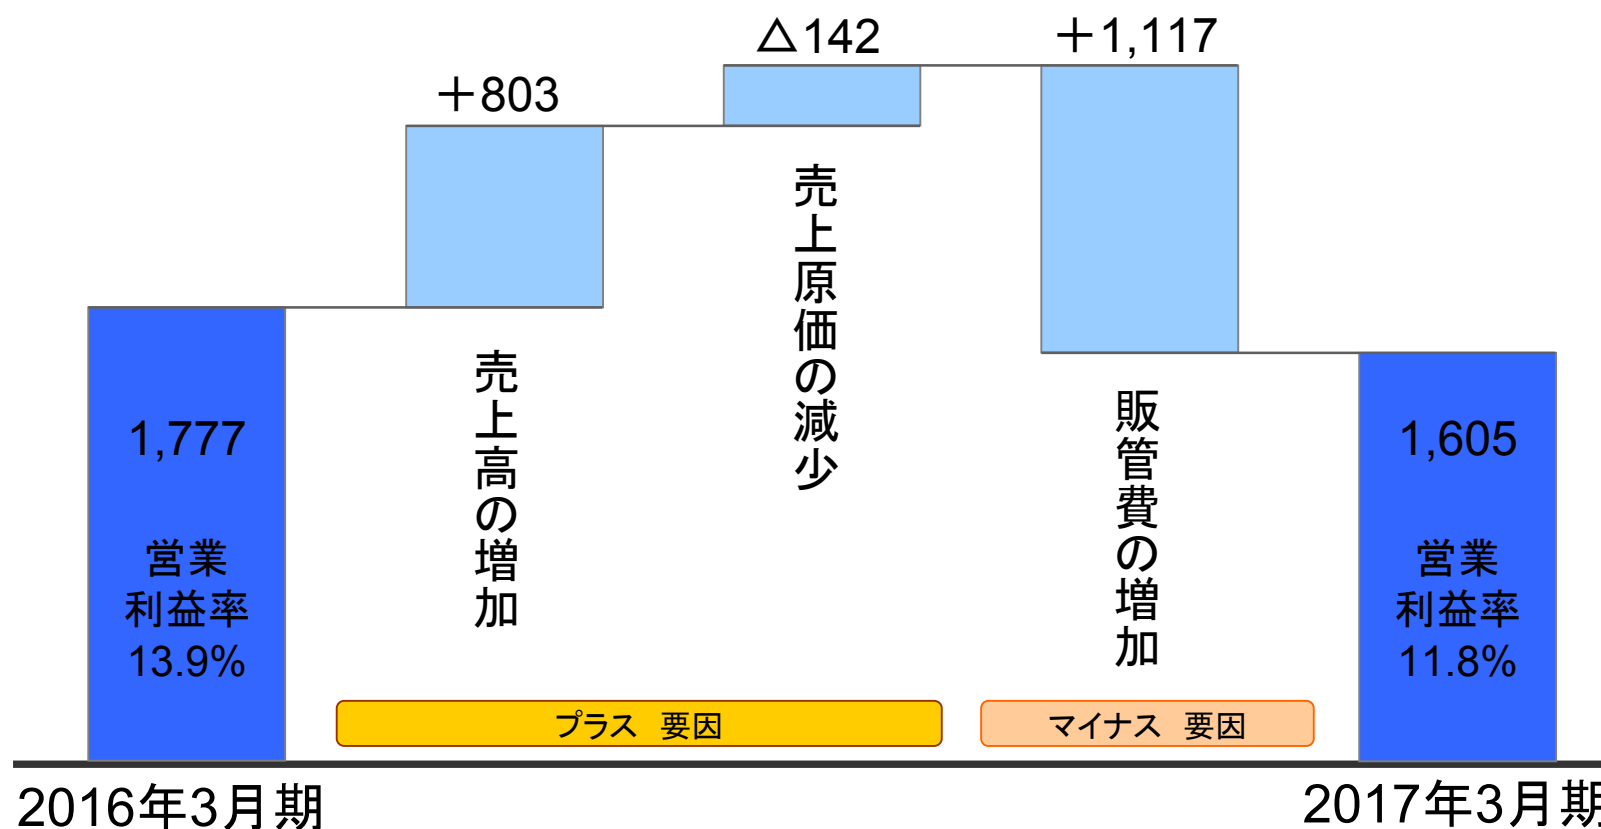 ＋803
△142
＋1,117
売上高の増加
売上原価の減少
販管費の増加
1,777
営業
利益率
13.9%
1,605
営業
利益率
11.8%
プラス 要因
マイナス 要因
2016年3月期
2017年3月期